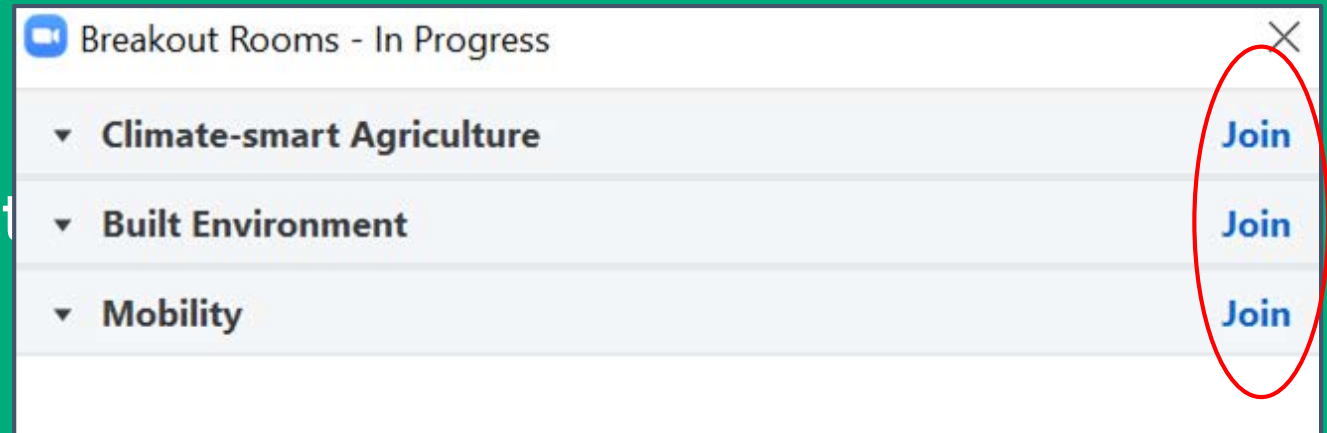 Breakout Rooms - In Progress
Climate-smart Agriculture Join
Built Environment Join
Mobility Join